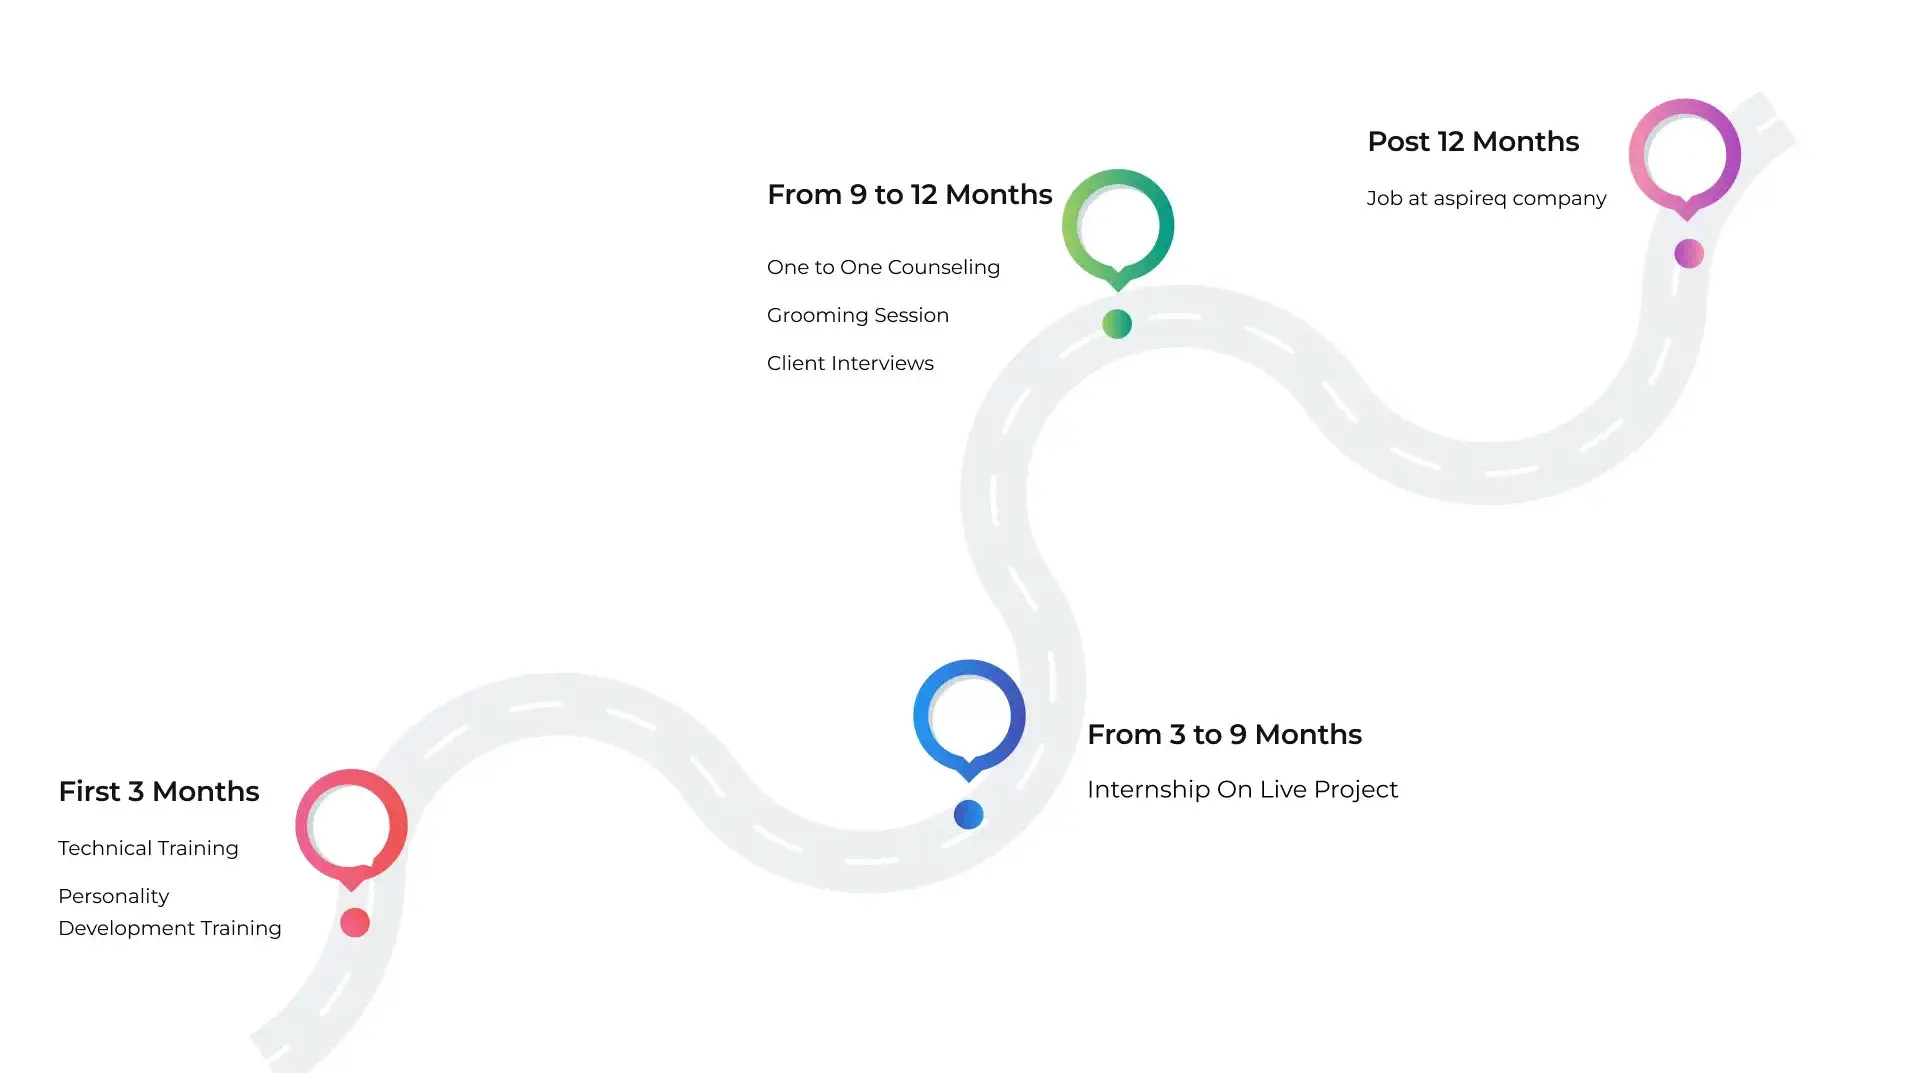 Post 12 Months
Job at aspireq company
From 9 to 12 Months
One to One Counseling
Grooming Session
Client Interviews
From 3 to 9 Months
Internship On Live Project
First 3 Months
Technical Training
Personality
Development Training